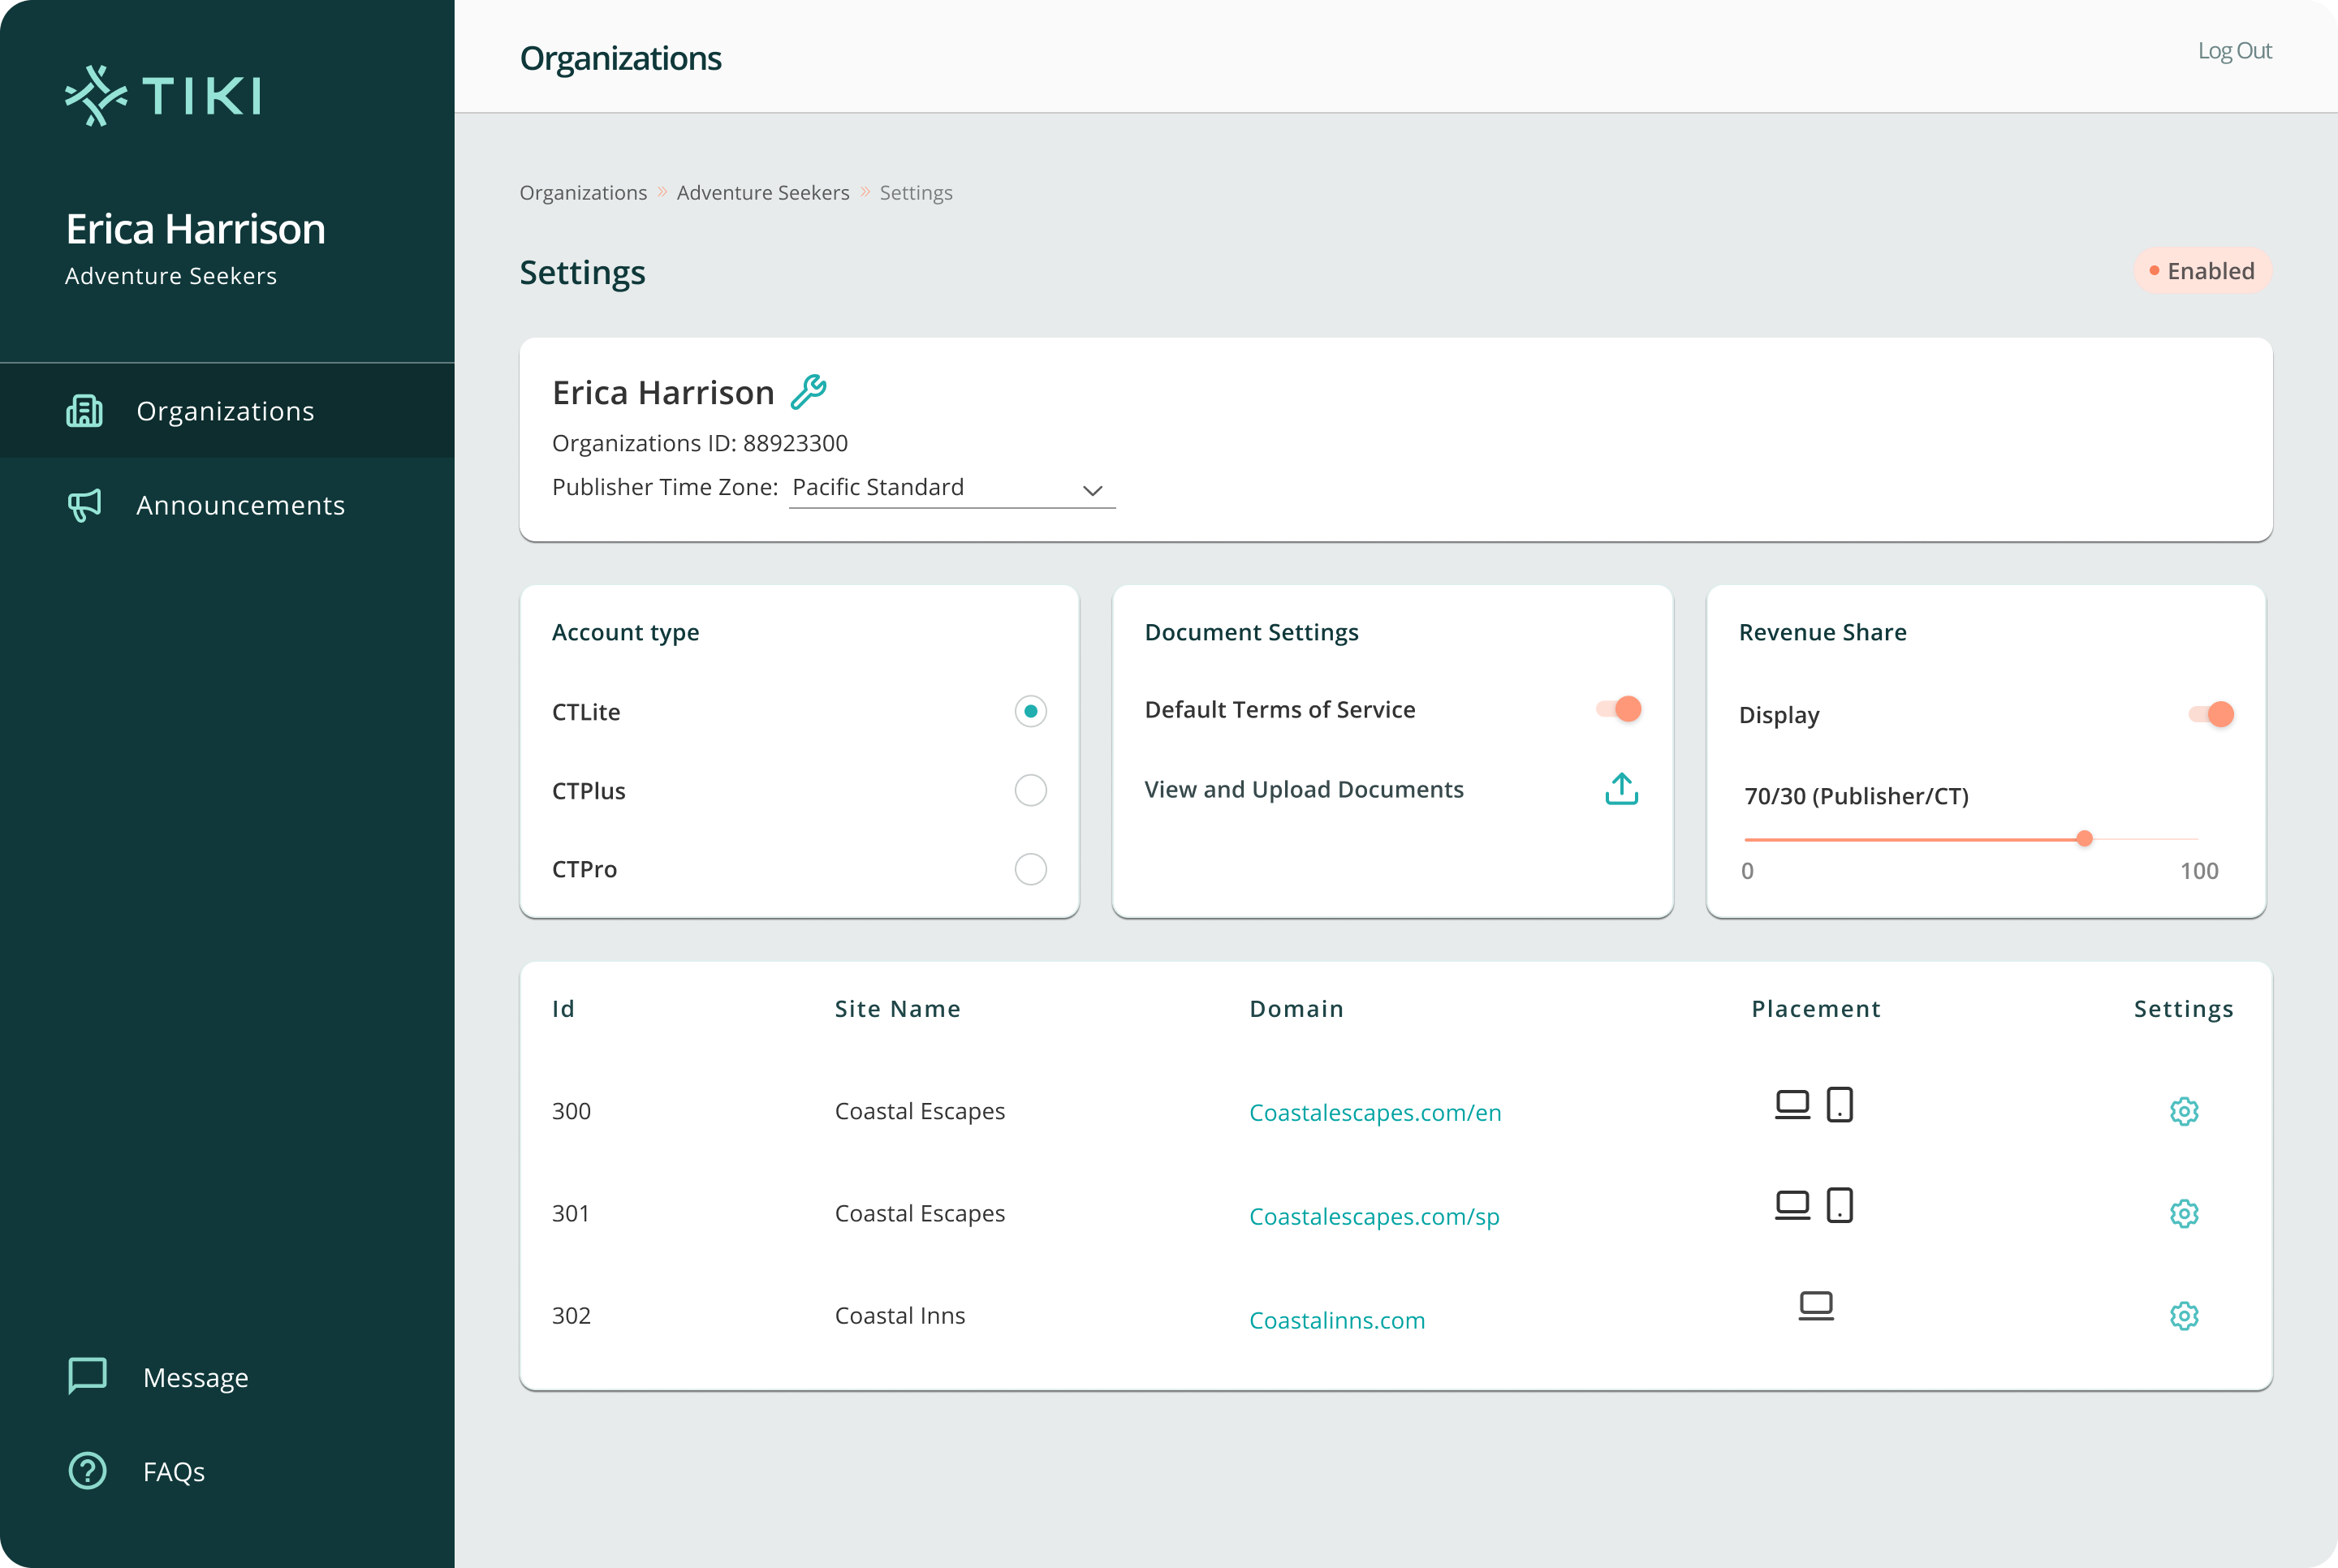 TIKI
Erica Harrison
Adventure Seekers
Organizations
Announcements
Message
FAQs
Organizations
Log Out
Organizations » Adventure Seekers » Settings
Settings
Enabled
Erica Harrison
Organizations ID: 88923300
Publisher Time Zone: Pacific Standard
Account type
CTLite
CTPlus
CTPro
Document Settings
Default Terms of Service
View and Upload Documents
Revenue Share
Display
70/30 (Publisher/CT)
0 100
Id Site Name Domain Placement Settings
300 Coastal Escapes Coastalescapes.com/en
301 Coastal Escapes Coastalescapes.com/sp
302 Coastal Inns Coastalinns.com